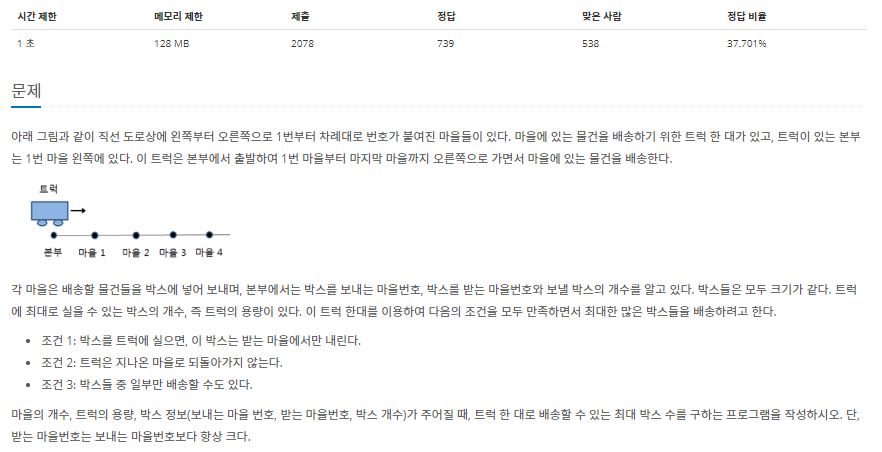 시간 제한 메모리 제한 제출 정답 맞은 사람 정답 비율
1 초 128 MB 2078 739 538 37.701%
문제
아래 그림과 같이 직선 도로상에 왼쪽부터 오른쪽으로 1번부터 차례대로 번호가 붙여진 마을들이 있다. 마을에 있는 물건을 배송하기 위한 트럭 한 대가 있고, 트럭이 있는 본부
는 1번 마을 왼쪽에 있다. 이 트럭은 본부에서 출발하여 1번 마을부터 마지막 마을까지 오른쪽으로 가면서 마을에 있는 물건을 배송한다.
트럭
본부 마을 1 마을 2 마을 3 마을 4
각 마을은 배송할 물건들을 박스에 넣어 보내며, 본부에서는 박스를 보내는 마을번호, 박스를 받는 마을번호와 보낼 박스의 개수를 알고 있다. 박스들은 모두 크기가 같다. 트럭
에 최대로 실을 수 있는 박스의 개수, 즉 트럭의 용량이 있다. 이 트럭 한대를 이용하여 다음의 조건을 모두 만족하면서 최대한 많은 박스들을 배송하려고 한다.
• 조건 1: 박스를 트럭에 실으면, 이 박스는 받는 마을에서만 내린다.
• 조건 2: 트럭은 지나온 마을로 되돌아가지 않는다.
• 조건 3: 박스들 중 일부만 배송할 수도 있다.
마을의 개수, 트럭의 용량, 박스 정보(보내는 마을 번호, 받는 마을번호, 박스 개수)가 주어질 때, 트럭 한 대로 배송할 수 있는 최대 박스 수를 구하는 프로그램을 작성하시오. 단,
받는 마을번호는 보내는 마을번호보다 항상 크다.